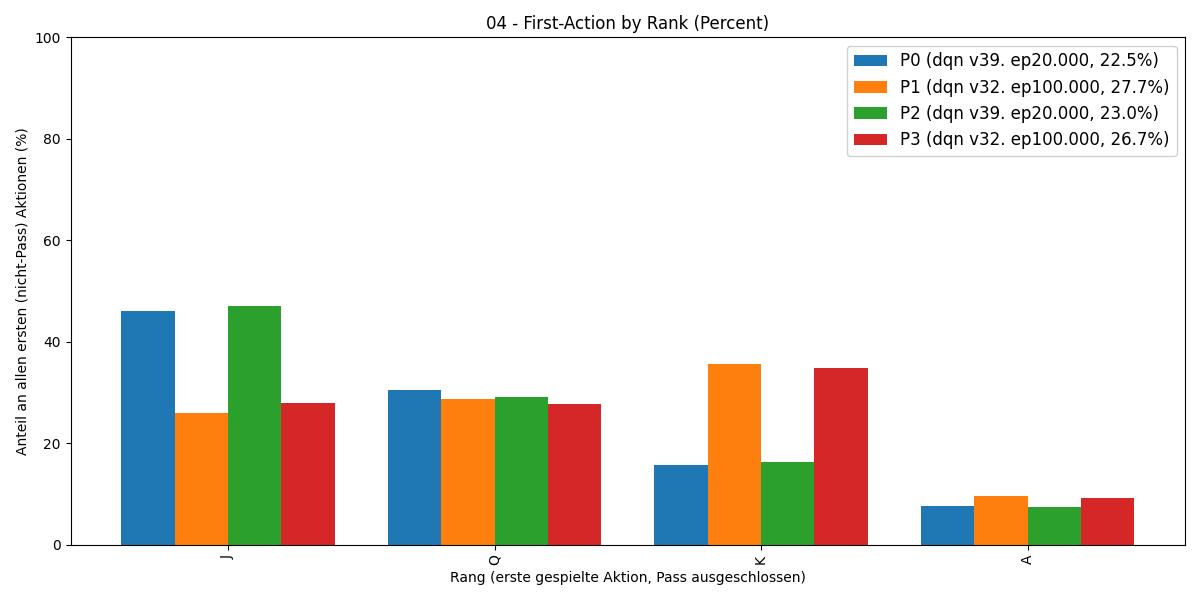 04 - First-Action by Rank (Percent)
P0 (dqn v39. ep20.000, 22.5%)
P1 (dqn v32. ep100.000, 27.7%)
P2 (dqn v39. ep20.000, 23.0%)
P3 (dqn v32. ep100.000, 26.7%)
Anteil an allen ersten (nicht-Pass) Aktionen (%)
100
80
60
40
20
0
J
Q
K
A
Rang (erste gespielte Aktion, Pass ausgeschlossen)